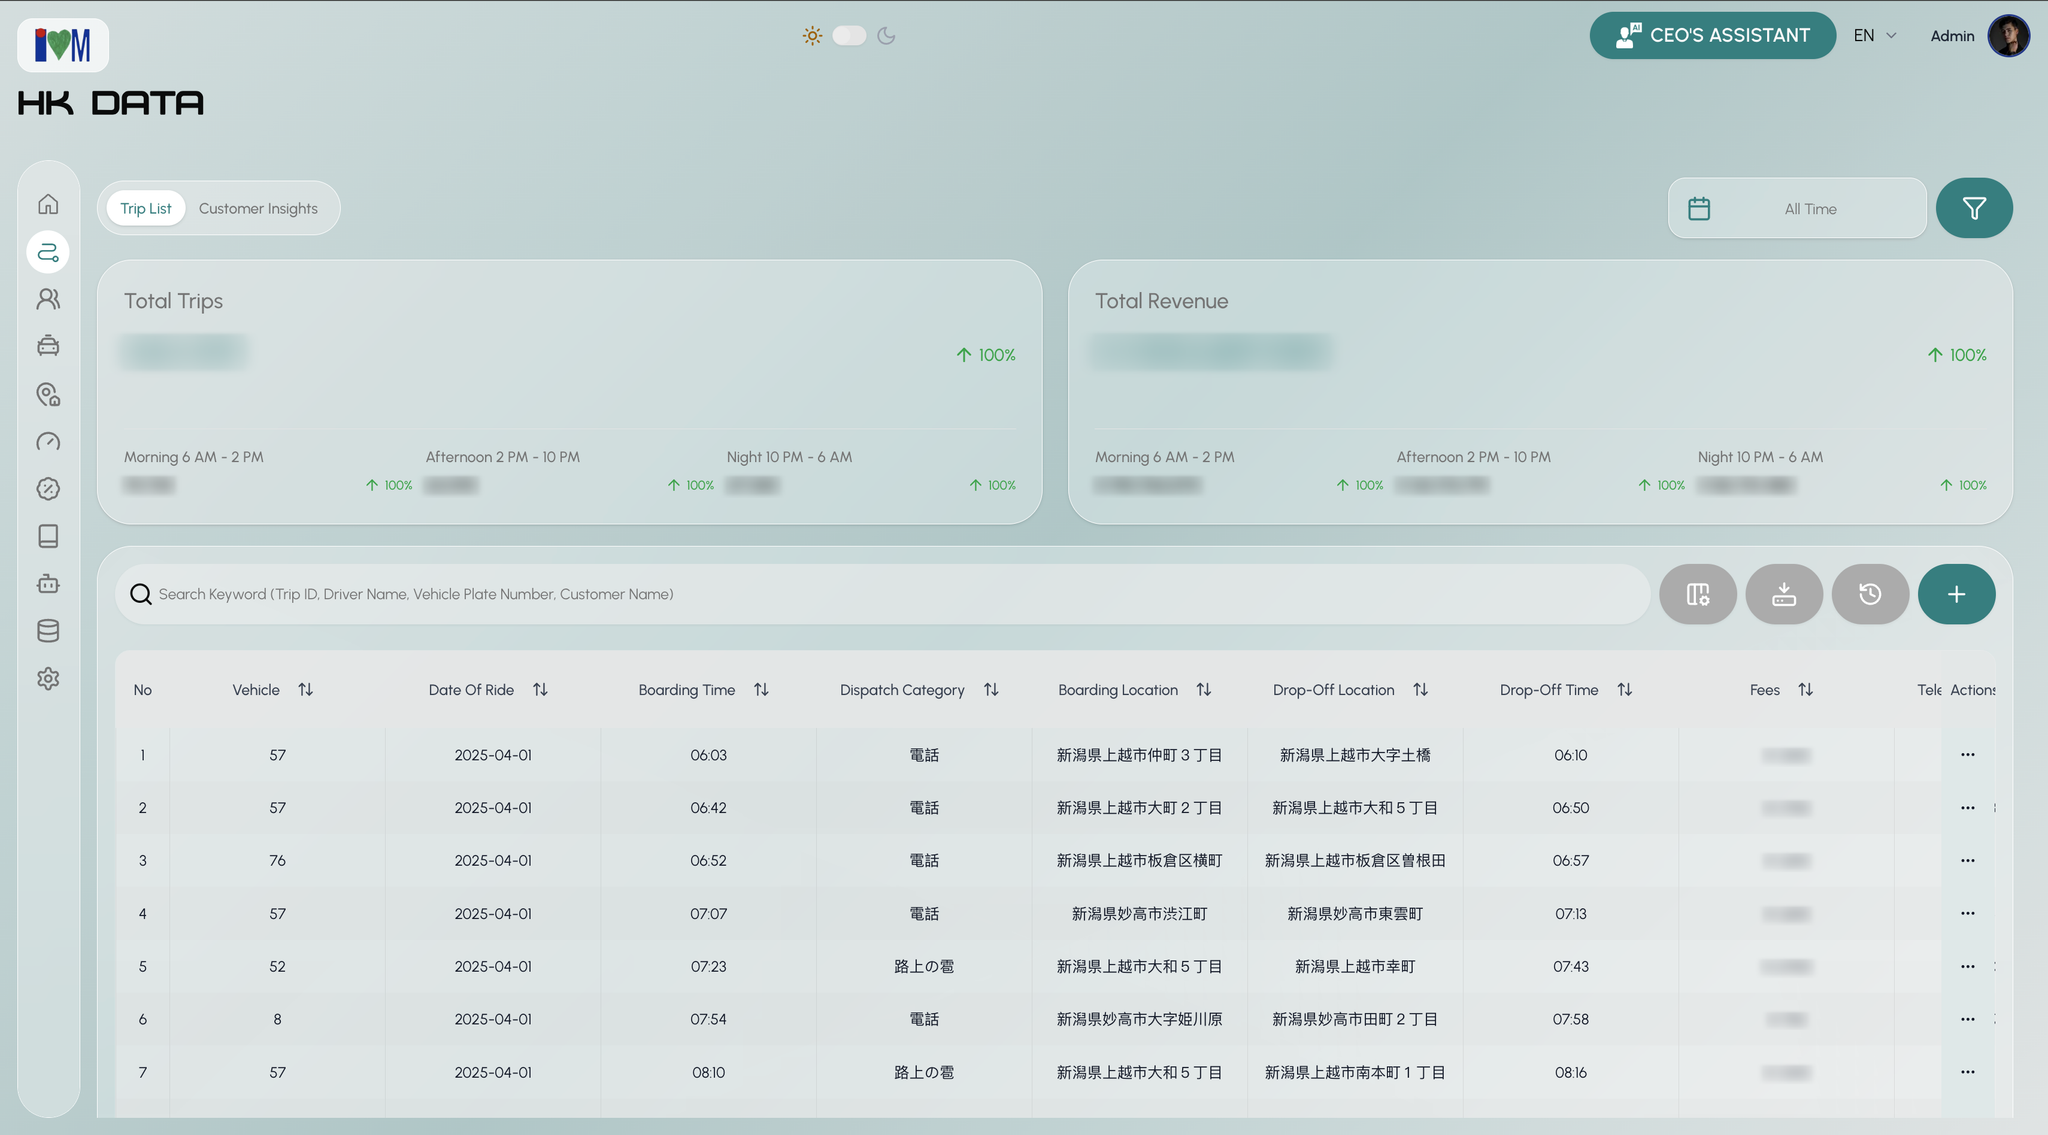 I M
CEO'S ASSISTANT
EN
Admin
HK DATA
Trip List
Customer Insights
All Time
Total Trips
100%
Morning 6 AM - 2 PM
Afternoon 2 PM - 10 PM
Night 10 PM - 6 AM
100%
100%
100%
Total Revenue
100%
Morning 6 AM - 2 PM
Afternoon 2 PM - 10 PM
Night 10 PM - 6 AM
100%
100%
100%
Search Keyword (Trip ID, Driver Name, Vehicle Plate Number, Customer Name)
No Vehicle Date Of Ride Boarding Time Dispatch Category Boarding Location Drop-Off Location Drop-Off Time Fees Tele Actions
1 57 2025-04-01 06:03 電話 新潟県上越市仲町３丁目 新潟県上越市大字土橋 06:10
2 57 2025-04-01 06:42 電話 新潟県上越市大町２丁目 新潟県上越市大和５丁目 06:50
3 76 2025-04-01 06:52 電話 新潟県上越市板倉区横町 新潟県上越市板倉区曽根田 06:57
4 57 2025-04-01 07:07 電話 新潟県妙高市渋江町 新潟県妙高市東雲町 07:13
5 52 2025-04-01 07:23 路上の雹 新潟県上越市大和５丁目 新潟県上越市幸町 07:43
6 8 2025-04-01 07:54 電話 新潟県妙高市大字姫川原 新潟県妙高市田町２丁目 07:58
7 57 2025-04-01 08:10 路上の雹 新潟県上越市大和５丁目 新潟県上越市南本町１丁目 08:16